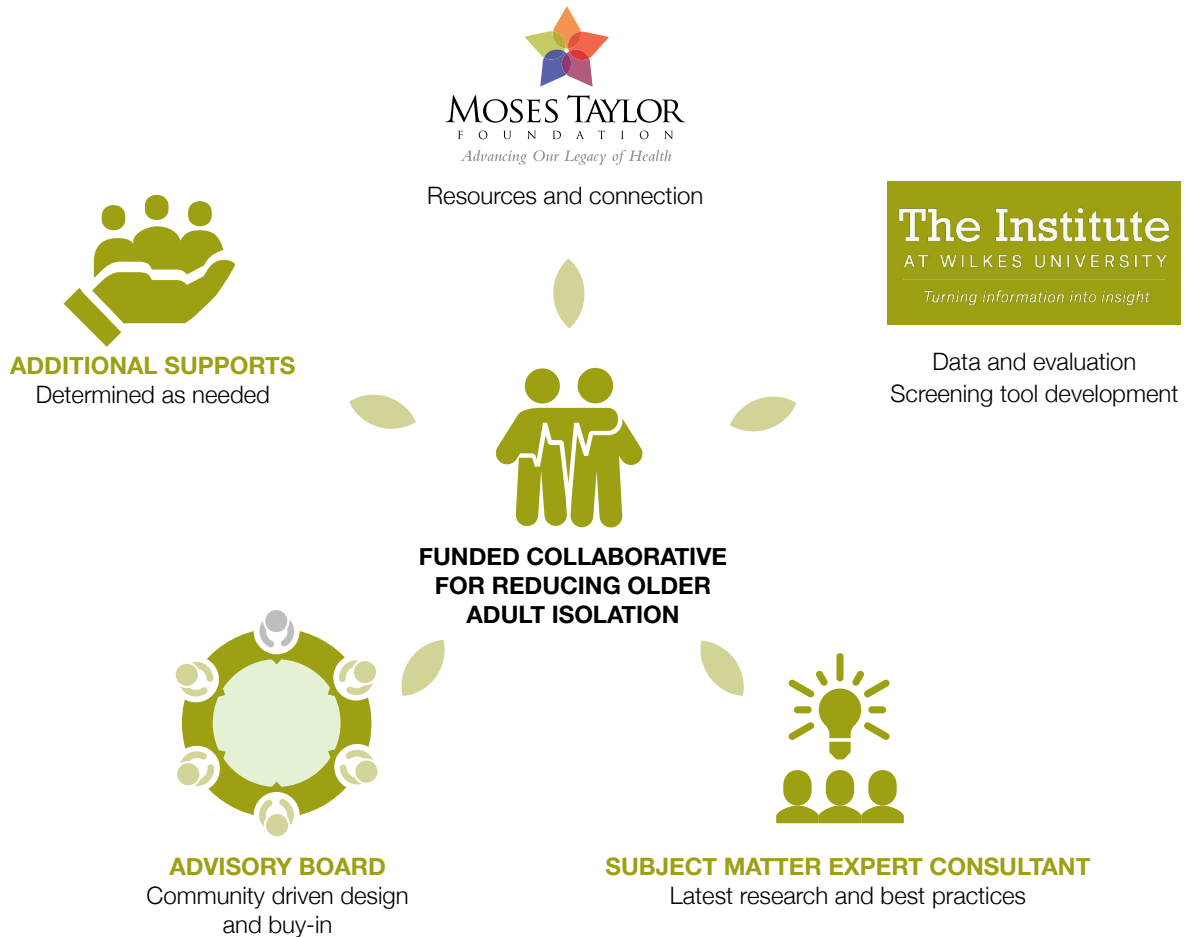 MOSES TAYLOR
FOUNDATION
Advancing Our Legacy of Health
Resources and connection
The Institute
AT WILKES UNIVERSITY
Turning information into insight
Data and evaluation
Screening tool development
ADDITIONAL SUPPORTS
Determined as needed
FUNDED COLLABORATIVE
FOR REDUCING OLDER
ADULT ISOLATION
ADVISORY BOARD
Community driven design
and buy-in
SUBJECT MATTER EXPERT CONSULTANT
Latest research and best practices